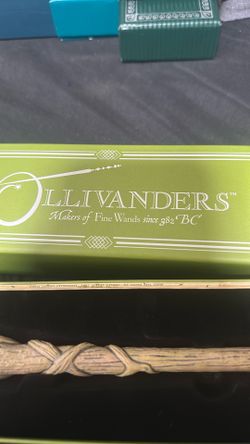 OLLIVANDERS™
Makers of Fine Wands since 382 BC